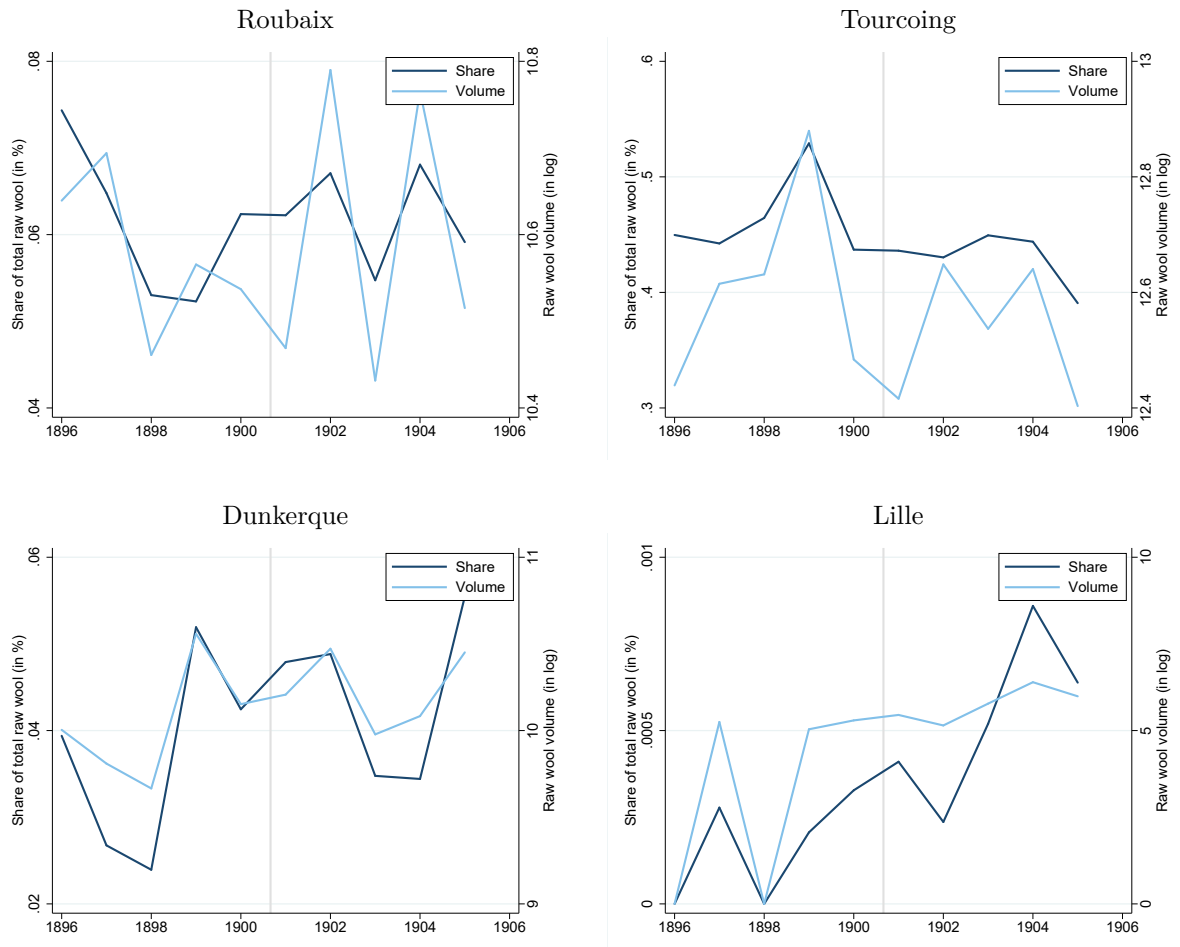 Roubaix
Share of total raw wool (in %)
.04
.06
.08
Raw wool volume (in log)
10.4
10.6
10.8
Share
Volume
1896
1898
1900
1902
1904
1906
Tourcoing
Share of total raw wool (in %)
.3
.4
.5
.6
Raw wool volume (in log)
12.4
12.6
12.8
13
Share
Volume
1896
1898
1900
1902
1904
1906
Dunkerque
Share of total raw wool (in %)
.02
.04
.06
Raw wool volume (in log)
9
10
11
Share
Volume
1896
1898
1900
1902
1904
1906
Lille
Share of total raw wool (in %)
0
.0005
.001
Raw wool volume (in log)
0
5
10
Share
Volume
1896
1898
1900
1902
1904
1906